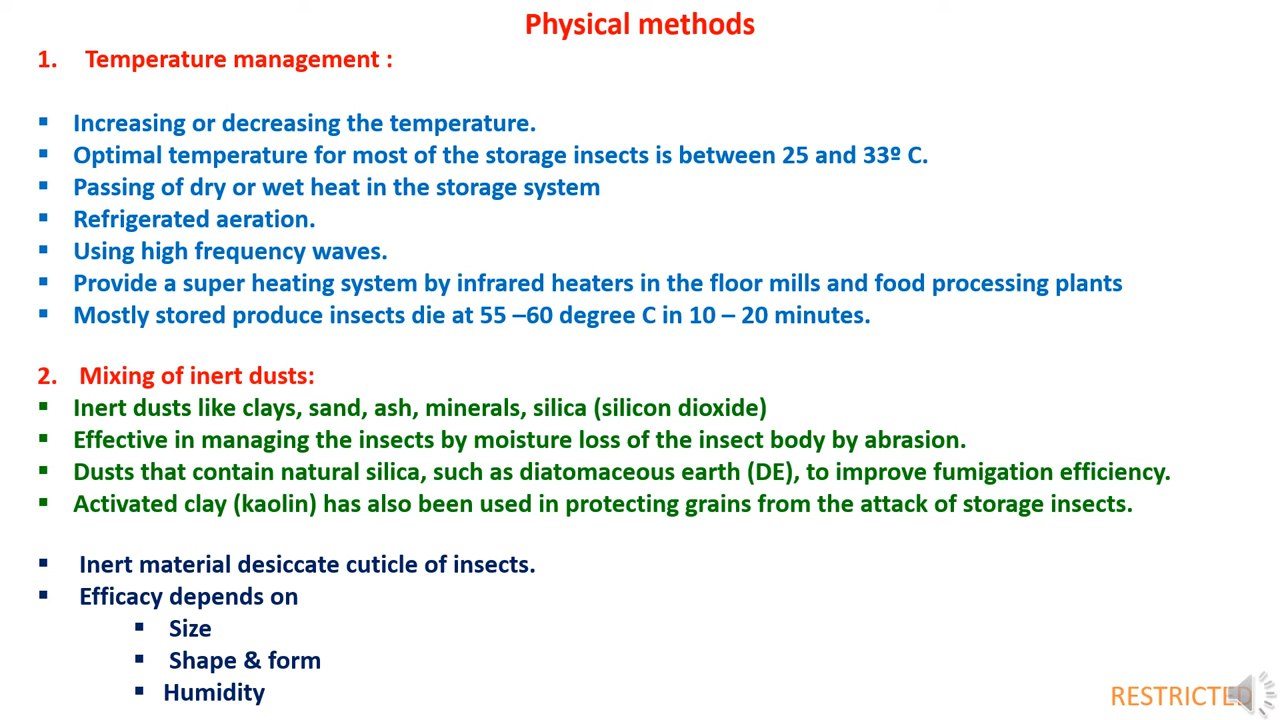 Physical methods
1. Temperature management :
▪ Increasing or decreasing the temperature.
▪ Optimal temperature for most of the storage insects is between 25 and 33º C.
▪ Passing of dry or wet heat in the storage system
▪ Refrigerated aeration.
▪ Using high frequency waves.
▪ Provide a super heating system by infrared heaters in the floor mills and food processing plants
▪ Mostly stored produce insects die at 55 –60 degree C in 10 – 20 minutes.
2. Mixing of inert dusts:
▪ Inert dusts like clays, sand, ash, minerals, silica (silicon dioxide)
▪ Effective in managing the insects by moisture loss of the insect body by abrasion.
▪ Dusts that contain natural silica, such as diatomaceous earth (DE), to improve fumigation efficiency.
▪ Activated clay (kaolin) has also been used in protecting grains from the attack of storage insects.
▪ Inert material desiccate cuticle of insects.
▪ Efficacy depends on
▪ Size
▪ Shape & form
▪ Humidity
RESTRICTED